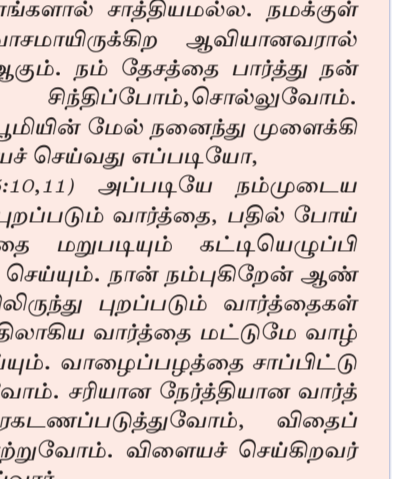 ாங்களால் சாத்தியமல்ல. நமக்குள்
வாசமாயிருக்கிற ஆவியானவரால்
ஆகும். நம் தேசத்தை பார்த்து நன்
சிந்திப்போம்,சொல்லுவோம்.
பூமியின் மேல் நனைந்து முளைக்கி
யச் செய்வது எப்படியோ,
:10,11) அப்படியே நம்முடைய
புறப்படும் வார்த்தை, பதில் போய்
தை மறுபடியும் கட்டியெழுப்பி
செய்யும். நான் நம்புகிறேன் ஆண்
லிருந்து புறப்படும் வார்த்தைகள்
திலாகிய வார்த்தை மட்டுமே வாழ்
ப்யும். வாழைப்பழத்தை சாப்பிட்டு
வோம். சரியான நேர்த்தியான வார்த்
ரகடணப்படுத்துவோம், விதைப்
ற்றுவோம். விளையச் செய்கிறவர்